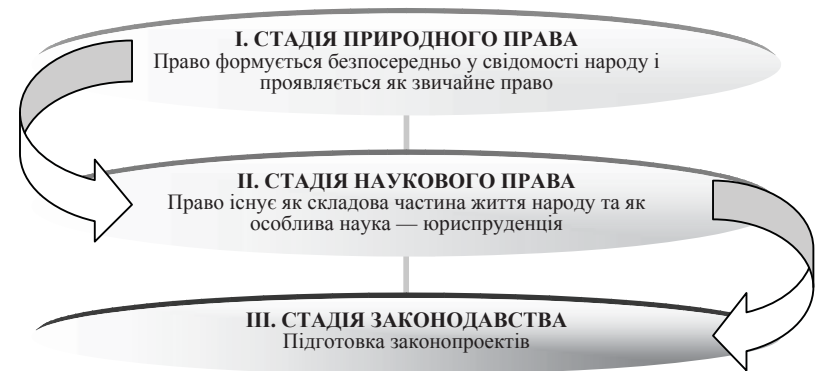 I. СТАДІЯ ПРИРОДНОГО ПРАВА
Право формується безпосередньо у свідомості народу і
проявляється як звичайне право
II. СТАДІЯ НАУКОВОГО ПРАВА
Право існує як складова частина життя народу та як
особлива наука — юриспруденція
III. СТАДІЯ ЗАКОНОДАВСТВА
Підготовка законопроектів